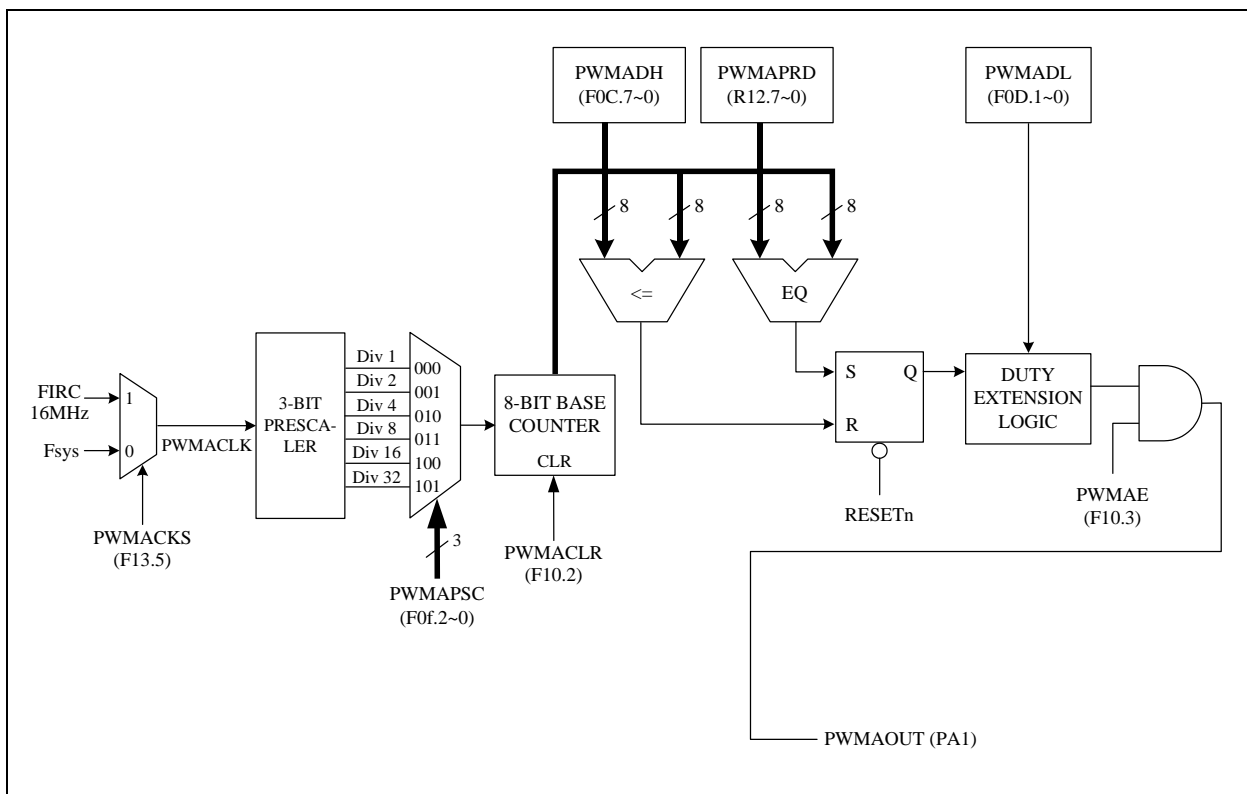 PWMADH
(F0C.7~0)
PWMAPRD
(R12.7~0)
PWMADL
(F0D.1~0)
8
8
8
8
<=
EQ
FIRC
16MHz
Fsys
1
0
PWMACLK
PWMACKS
(F13.5)
3-BIT
PRESCA-
LER
Div 1
Div 2
Div 4
Div 8
Div 16
Div 32
000
001
010
011
100
101
3
PWMAPSC
(F0f.2~0)
8-BIT BASE
COUNTER
CLR
PWMACLR
(F10.2)
S
Q
R
RESETn
DUTY
EXTENSION
LOGIC
PWMAE
(F10.3)
PWMAOUT (PA1)